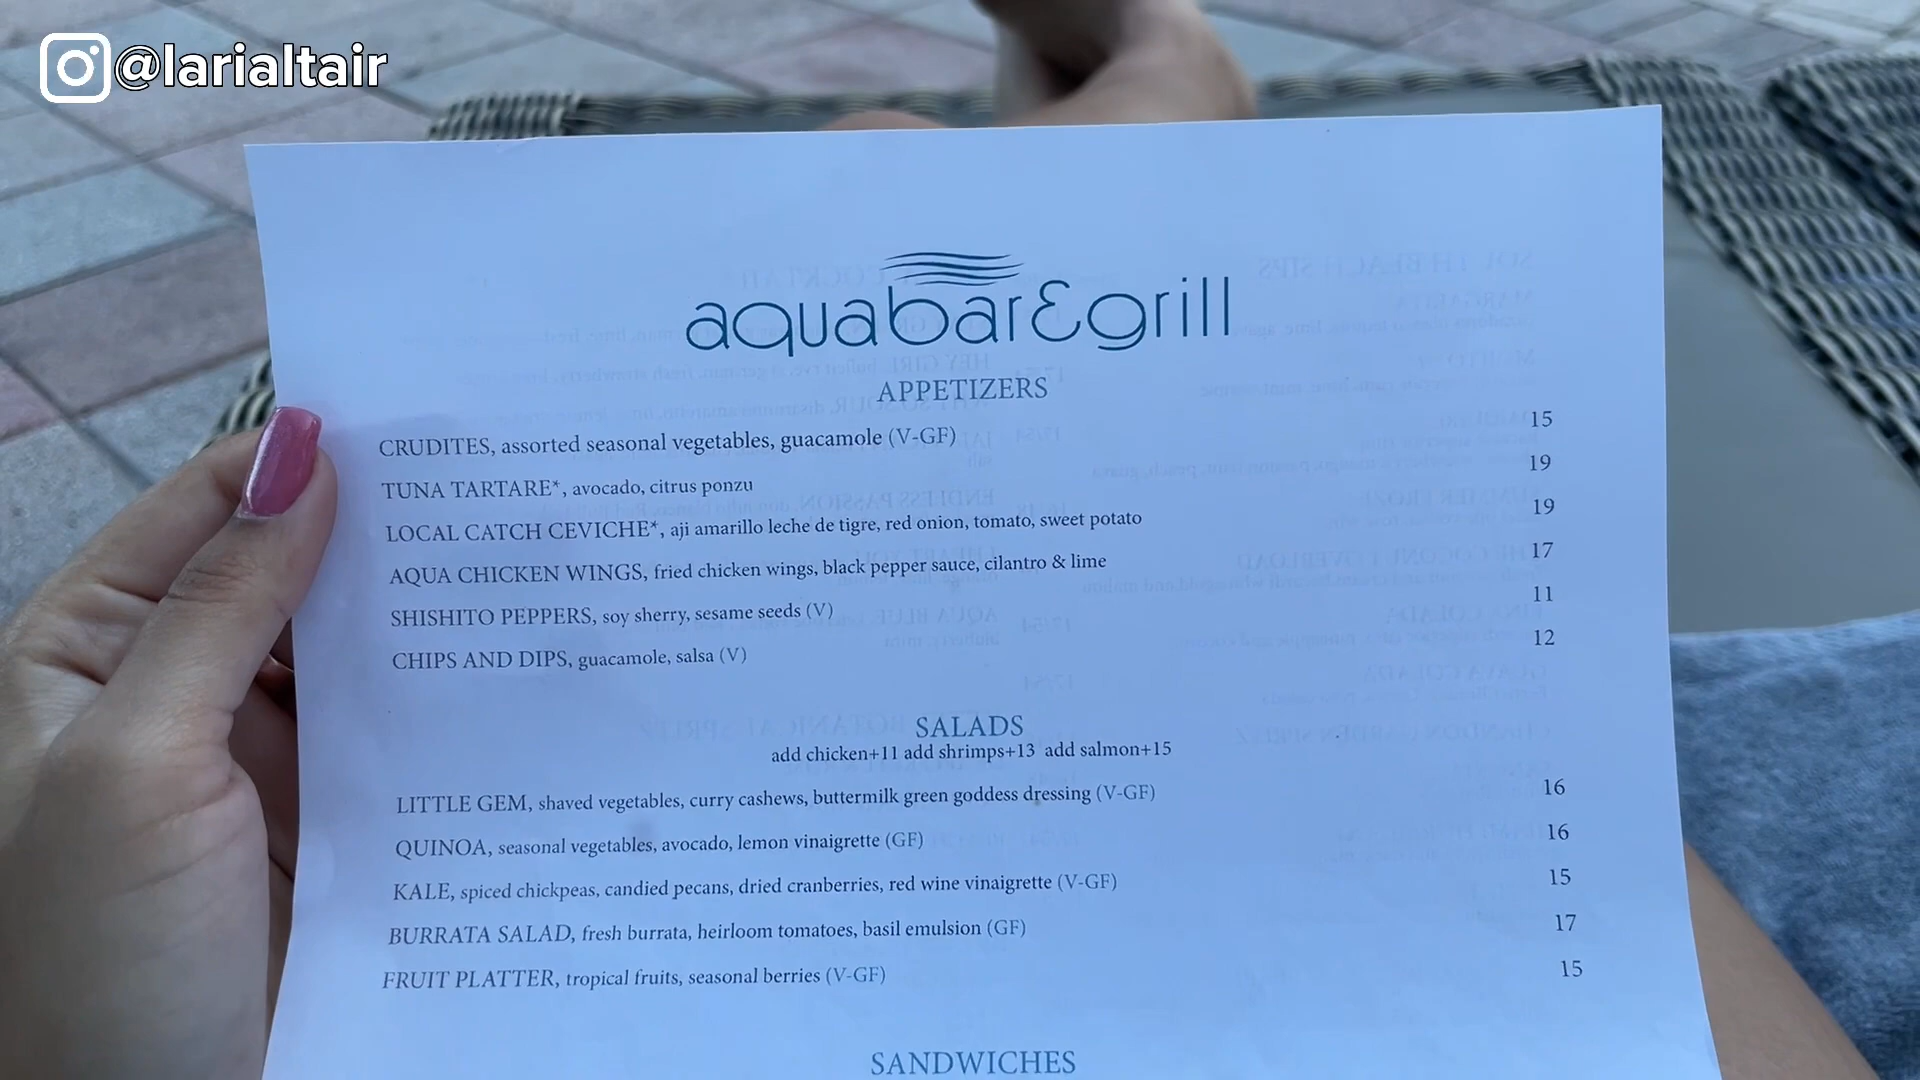 @larialtair
aquabar&grill
APPETIZERS
CRUDITES, assorted seasonal vegetables, guacamole (V-GF) 15
TUNA TARTARE*, avocado, citrus ponzu 19
LOCAL CATCH CEVICHE*, aji amarillo leche de tigre, red onion, tomato, sweet potato 19
AQUA CHICKEN WINGS, fried chicken wings, black pepper sauce, cilantro & lime 17
SHISHITO PEPPERS, soy sherry, sesame seeds (V) 11
CHIPS AND DIPS, guacamole, salsa (V) 12
SALADS
add chicken+11 add shrimps+13 add salmon+15
LITTLE GEM, shaved vegetables, curry cashews, buttermilk green goddess dressing (V-GF) 16
QUINOA, seasonal vegetables, avocado, lemon vinaigrette (GF) 16
KALE, spiced chickpeas, candied pecans, dried cranberries, red wine vinaigrette (V-GF) 15
BURRATA SALAD, fresh burrata, heirloom tomatoes, basil emulsion (GF) 17
FRUIT PLATTER, tropical fruits, seasonal berries (V-GF) 15
SANDWICHES